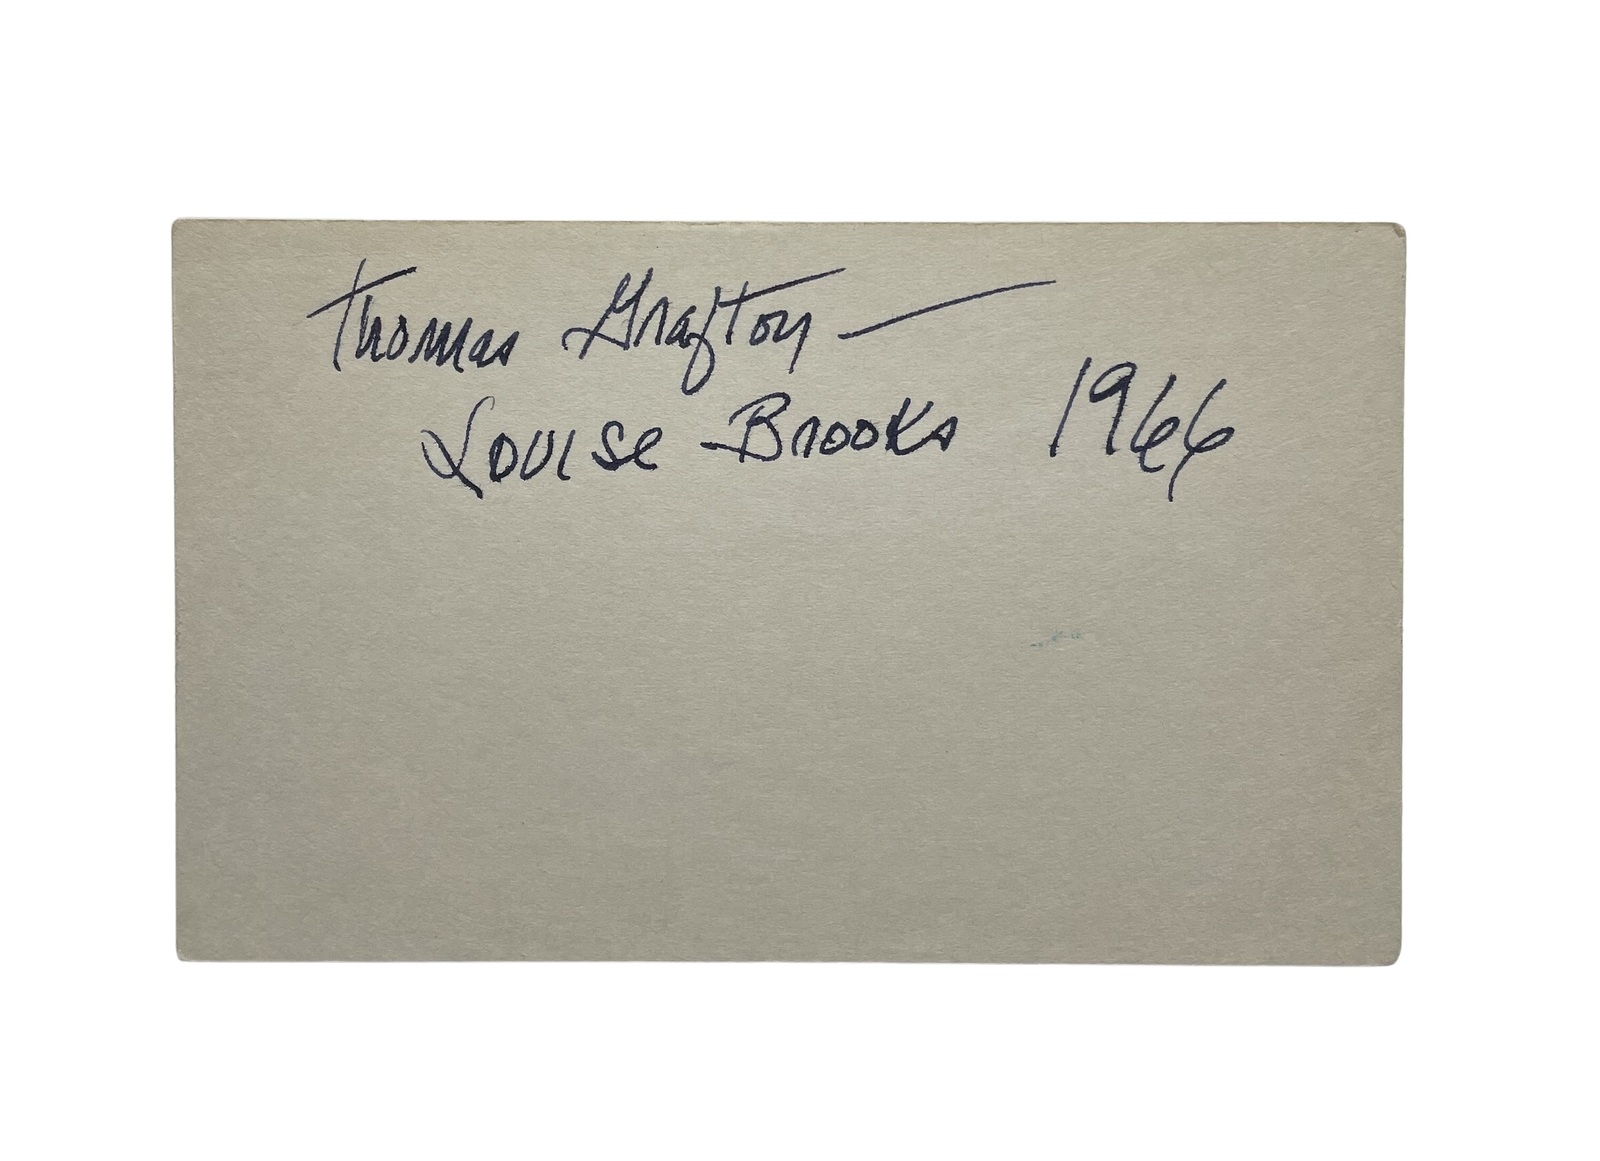 Thomas Grafton —
Louise Brooks 1966